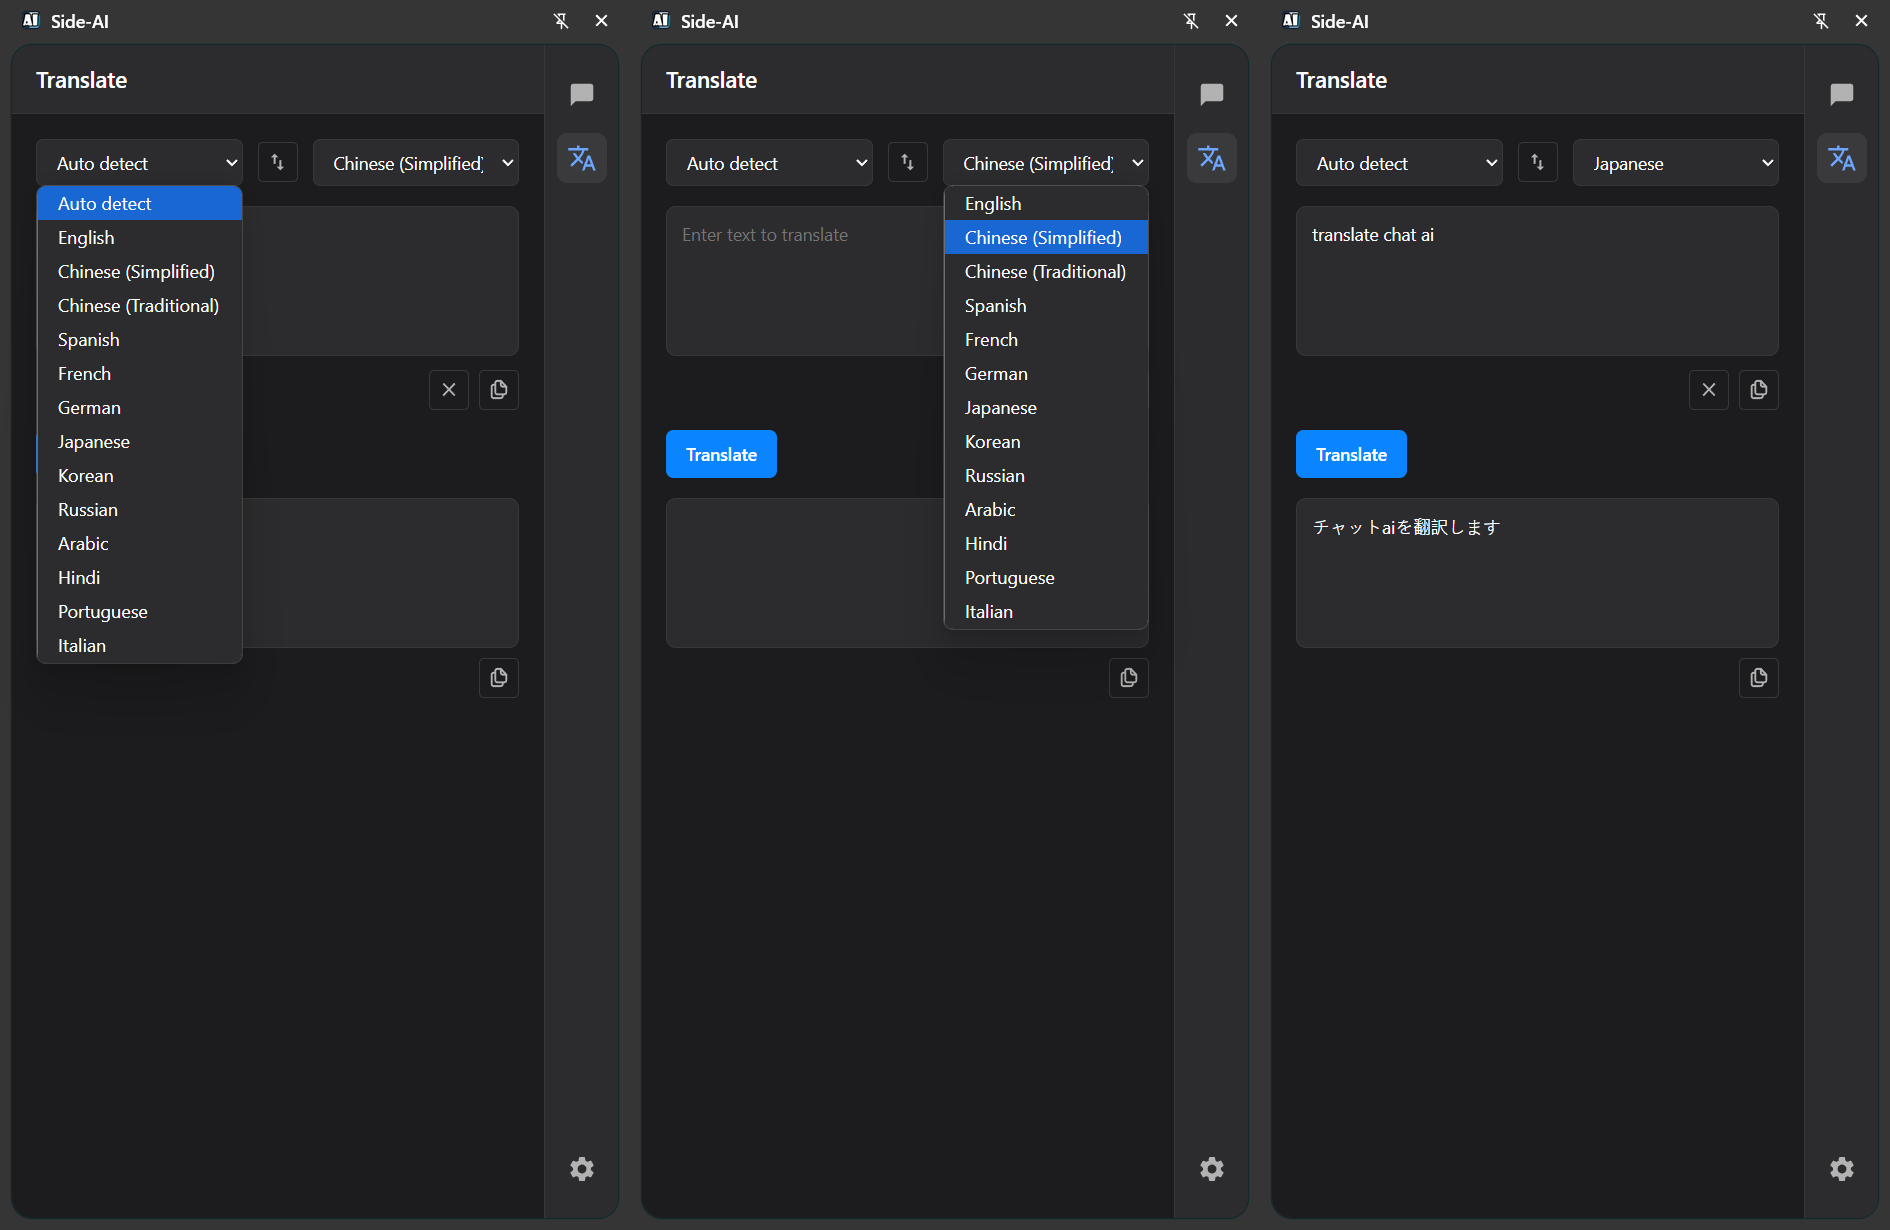 Side-AI
Translate
Auto detect
Chinese (Simplified)
Auto detect
English
Chinese (Simplified)
Chinese (Traditional)
Spanish
French
German
Japanese
Korean
Russian
Arabic
Hindi
Portuguese
Italian
Side-AI
Translate
Auto detect
Chinese (Simplified)
Enter text to translate
English
Chinese (Simplified)
Chinese (Traditional)
Spanish
French
German
Japanese
Korean
Russian
Arabic
Hindi
Portuguese
Italian
Translate
Side-AI
Translate
Auto detect
Japanese
translate chat ai
Translate
チャットaiを翻訳します